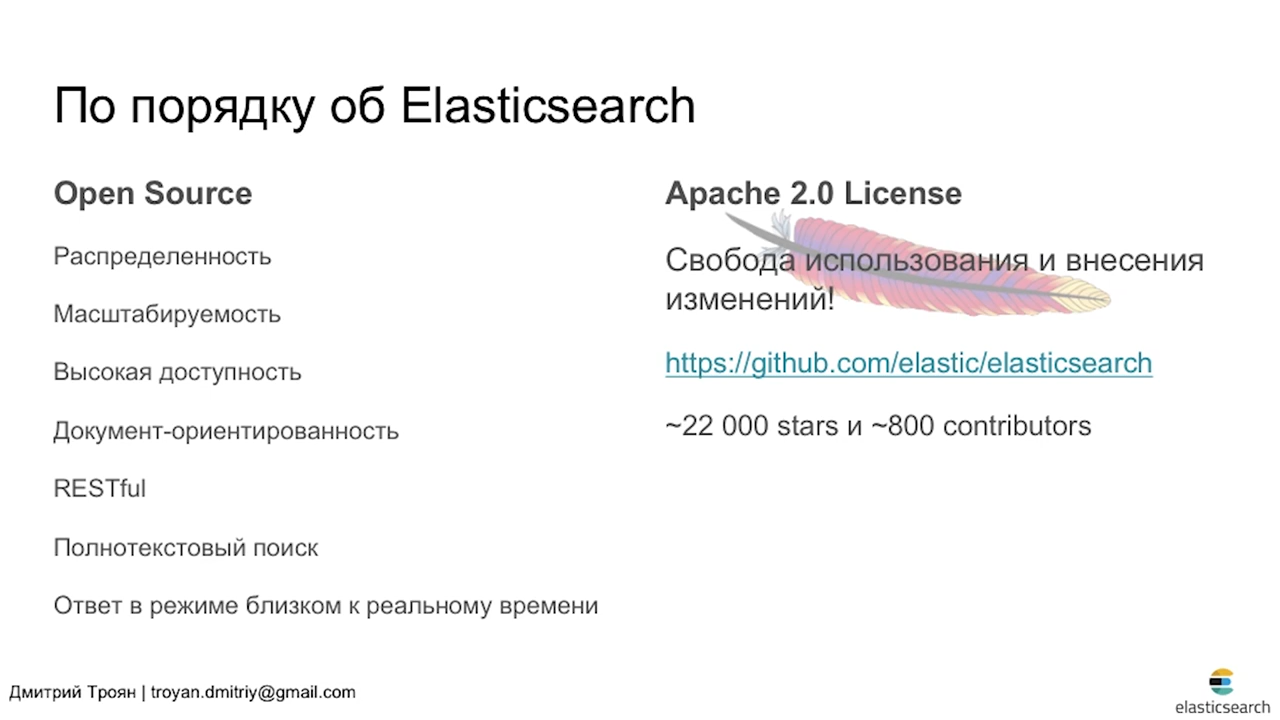 По порядку об Elasticsearch
Open Source
Распределенность
Масштабируемость
Высокая доступность
Документ-ориентированность
RESTful
Полнотекстовый поиск
Ответ в режиме близком к реальному времени
Apache 2.0 License
Свобода использования и внесения
изменений!
https://github.com/elastic/elasticsearch
~22 000 stars и ~800 contributors
Дмитрий Троян | troyan.dmitriy@gmail.com
elasticsearch